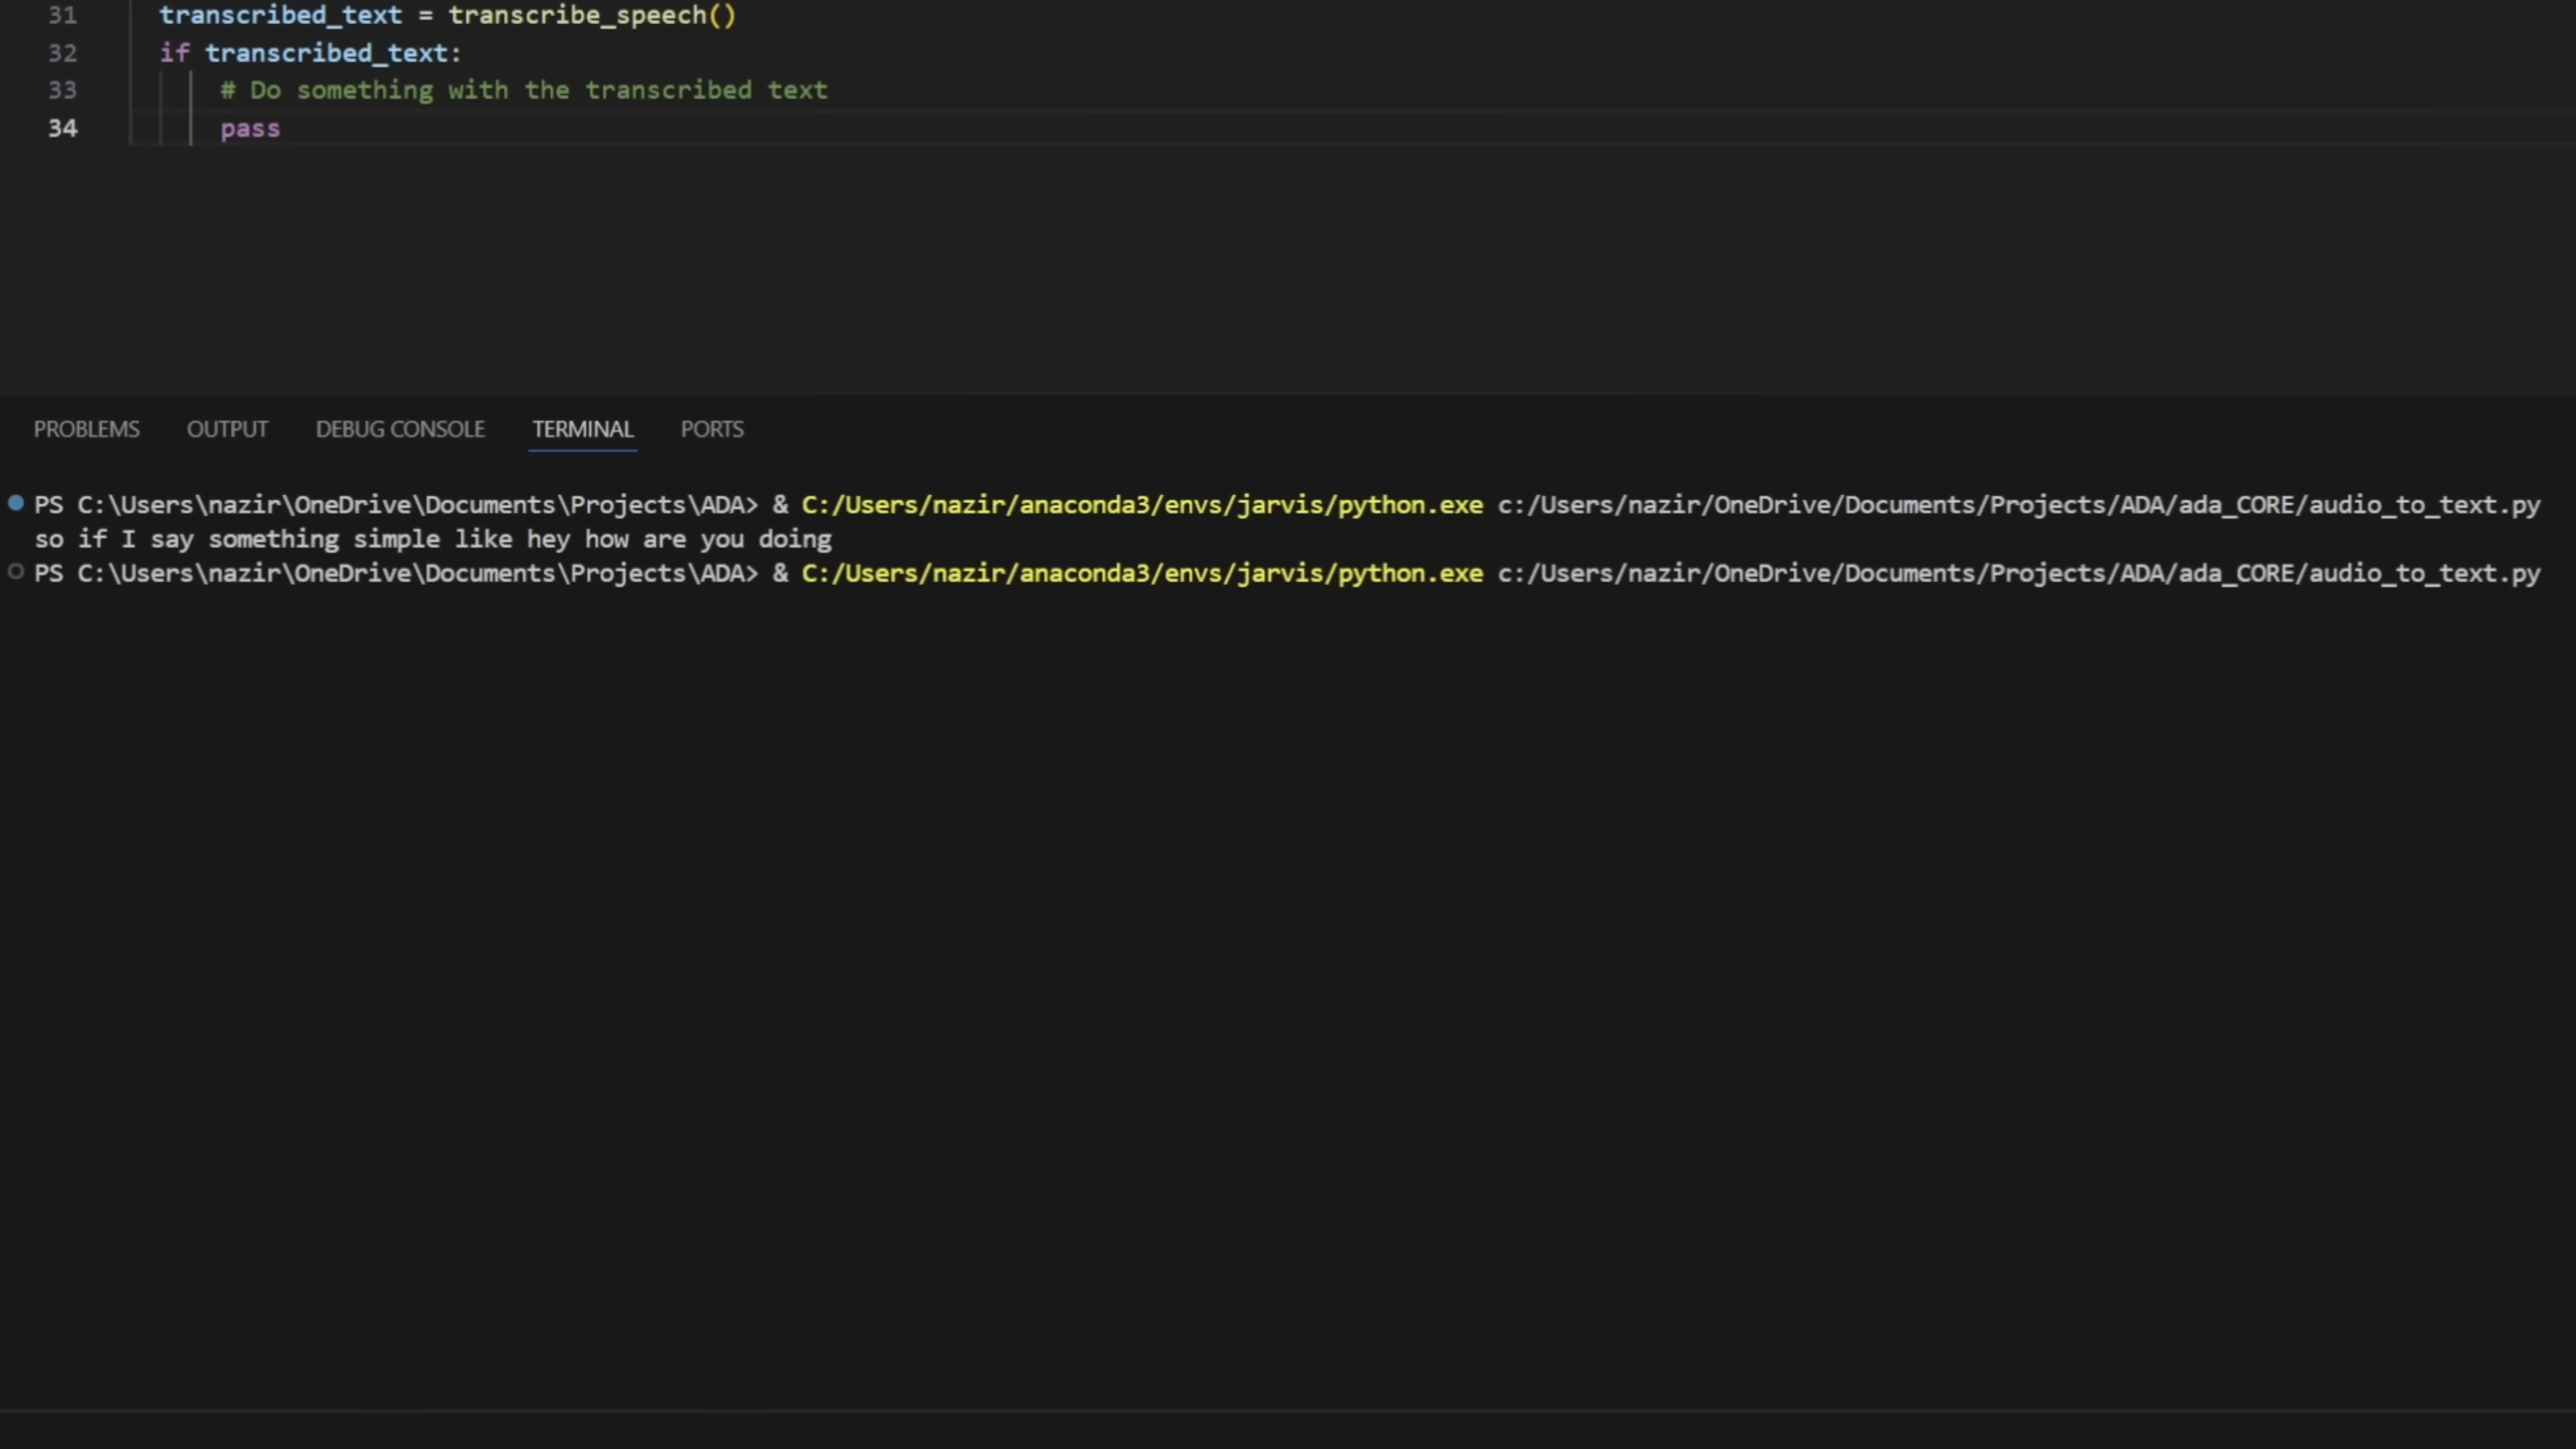 31 transcribed_text = transcribe_speech()
32 if transcribed_text:
33 # Do something with the transcribed text
34 pass
PROBLEMS OUTPUT DEBUG CONSOLE TERMINAL PORTS
PS C:\Users\nazir\OneDrive\Documents\Projects\ADA> & C:/Users/nazir/anaconda3/envs/jarvis/python.exe c:/Users/nazir/OneDrive/Documents/Projects/ADA/ada_CORE/audio_to_text.py
so if I say something simple like hey how are you doing
PS C:\Users\nazir\OneDrive\Documents\Projects\ADA> & C:/Users/nazir/anaconda3/envs/jarvis/python.exe c:/Users/nazir/OneDrive/Documents/Projects/ADA/ada_CORE/audio_to_text.py